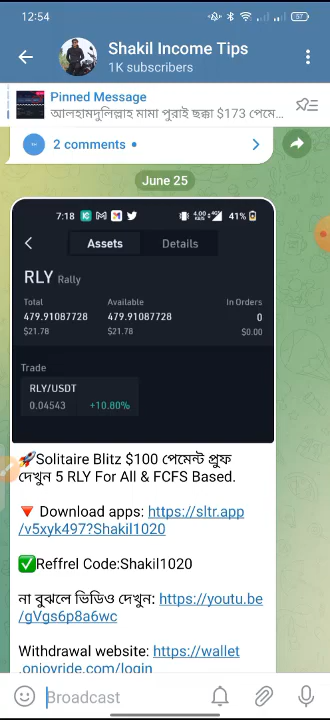 12:54
57
Shakil Income Tips
1K subscribers
Pinned Message
আলহামদুলিল্লাহ মামা পুরাই ছক্কা $173 পেমে...
2 comments
June 25
7:18
41%
Assets
Details
RLY Rally
Total Available In Orders
479.91087728 479.91087728 0
$21.78 $21.78 $0.00
Trade
RLY/USDT
0.04543 +10.80%
🚀Solitaire Blitz $100 পেমেন্ট প্রুফ
দেখুন 5 RLY For All & FCFS Based.
🔻 Download apps: https://sltr.app
/v5xyk497?Shakil1020
✅Reffrel Code:Shakil1020
না বুঝলে ভিডিও দেখুন: https://youtu.be
/gVgs6p8a6wc
Withdrawal website: https://wallet
.onjoyride.com/login
Broadcast